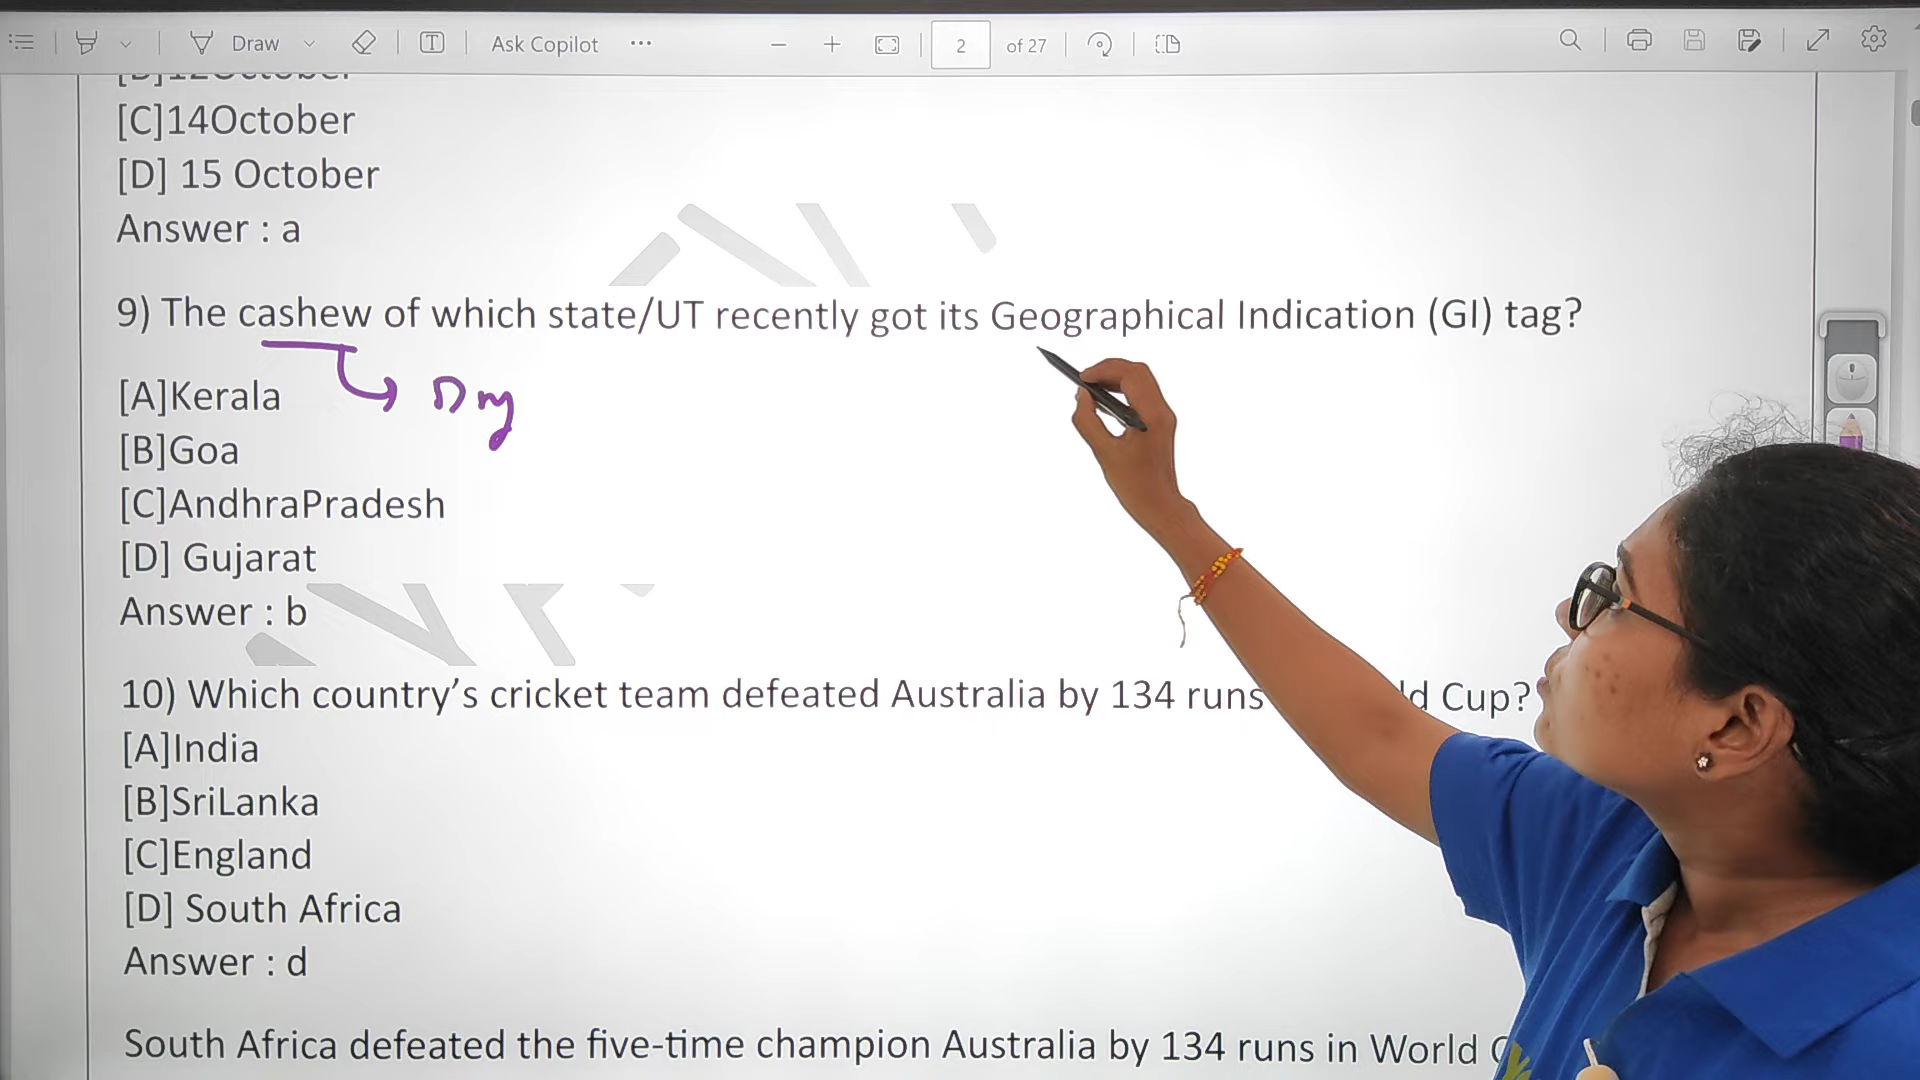 Draw
Ask Copilot
2 of 27
[B]12October
[C]14October
[D] 15 October
Answer : a
9) The cashew of which state/UT recently got its Geographical Indication (GI) tag?
Dry
[A]Kerala
[B]Goa
[C]AndhraPradesh
[D] Gujarat
Answer : b
10) Which country’s cricket team defeated Australia by 134 runs Cup?
[A]India
[B]SriLanka
[C]England
[D] South Africa
Answer : d
South Africa defeated the five-time champion Australia by 134 runs in World